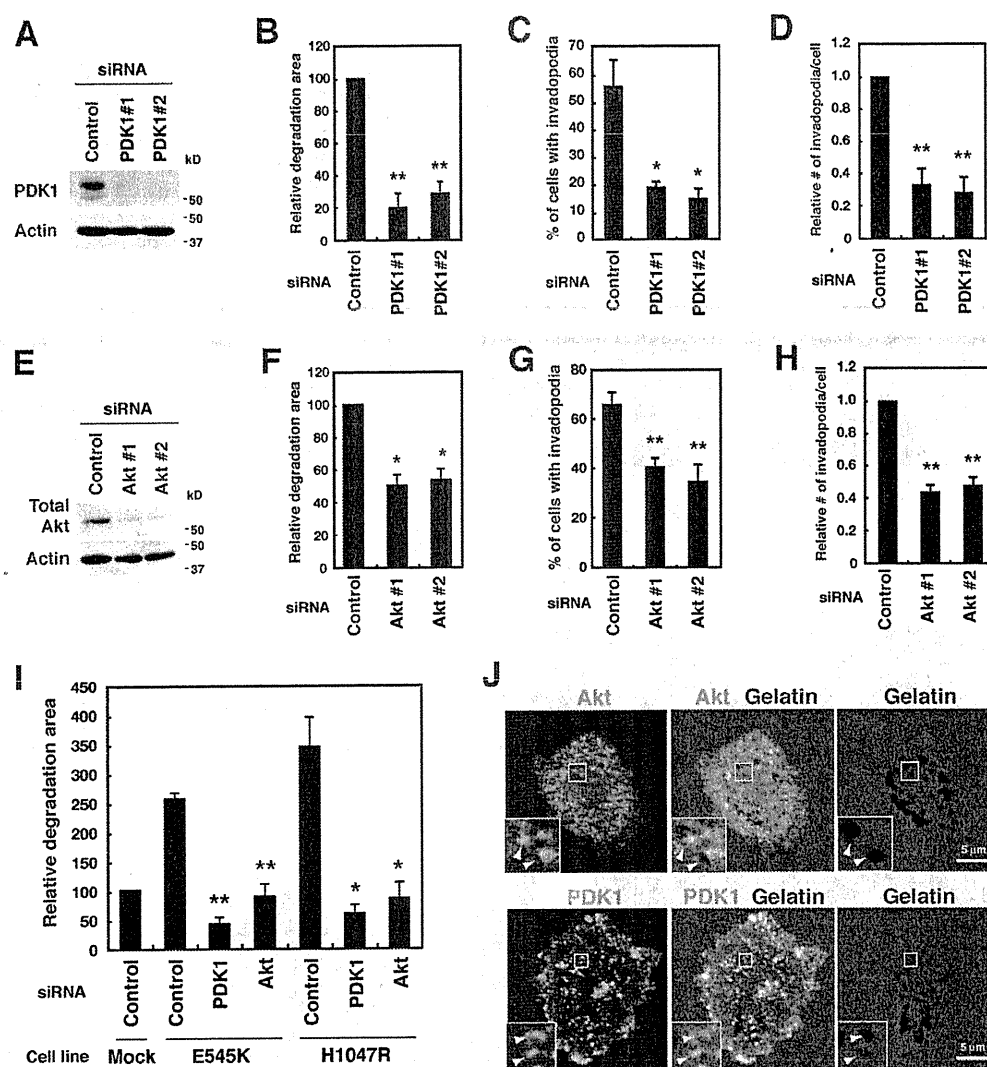 A
siRNA
Control
PDK1#1
PDK1#2
kD
PDK1
-50
-50
Actin
-37
B
Relative degradation area
120
100
80
60
40
20
0
**
**
siRNA
Control
PDK1#1
PDK1#2
C
% of cells with invadopodia
70
60
50
40
30
20
10
0
*
*
Control
PDK1#1
PDK1#2
D
Relative # of invadopodia/cell
1.2
1.0
0.8
0.6
0.4
0.2
0
**
**
Control
PDK1#1
PDK1#2
E
siRNA
Control
Akt #1
Akt #2
kD
Total
Akt
-50
-50
Actin
-37
F
Relative degradation area
120
100
80
60
40
20
0
*
*
siRNA
Control
Akt #1
Akt #2
G
% of cells with invadopodia
80
60
40
20
0
**
**
siRNA
Control
Akt #1
Akt #2
H
Relative # of invadopodia/cell
1.2
1.0
0.8
0.6
0.4
0.2
0
**
**
siRNA
Control
Akt #1
Akt #2
I
Relative degradation area
450
400
350
300
250
200
150
100
50
0
**
**
*
*
siRNA
Control
Control
PDK1
Akt
Control
PDK1
Akt
Cell line
Mock
E545K
H1047R
J
Akt
Akt Gelatin
Gelatin
5 µm
PDK1
PDK1 Gelatin
Gelatin
5 µm